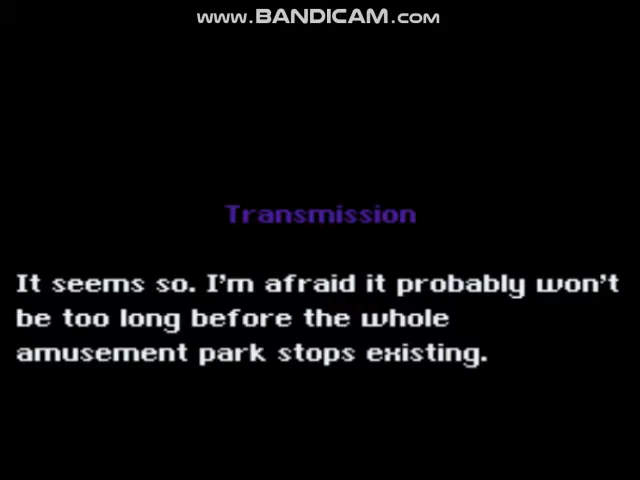 www.BANDICAM.com
Transmission
It seems so. I'm afraid it probably won't
be too long before the whole
amusement park stops existing.